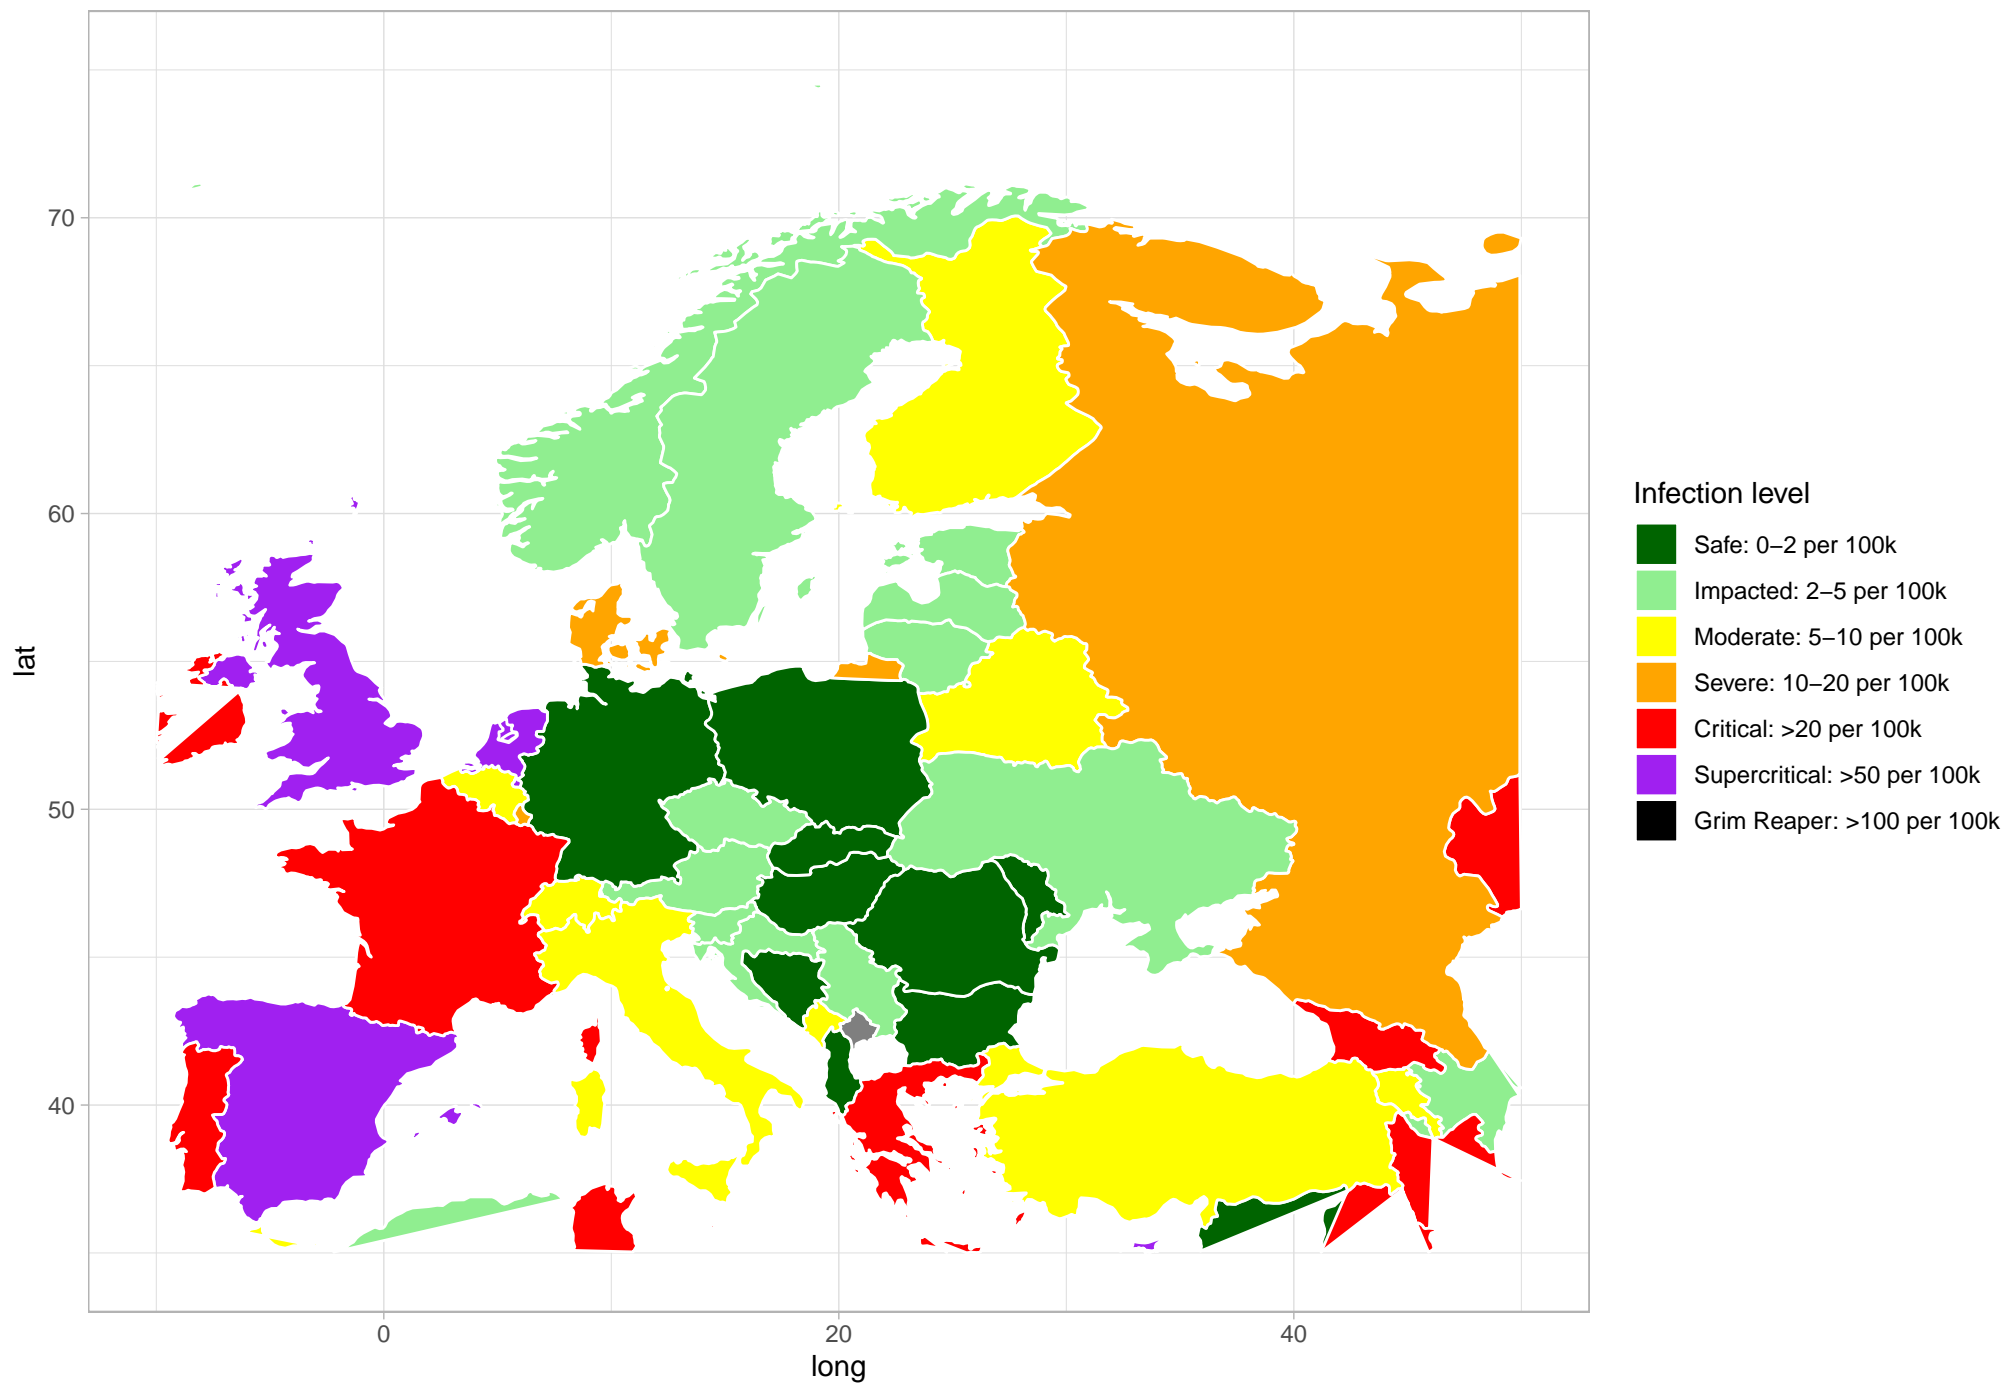 70
60
50
40
lat
0
20
40
long
Infection level
Safe: 0−2 per 100k
Impacted: 2−5 per 100k
Moderate: 5−10 per 100k
Severe: 10−20 per 100k
Critical: >20 per 100k
Supercritical: >50 per 100k
Grim Reaper: >100 per 100k